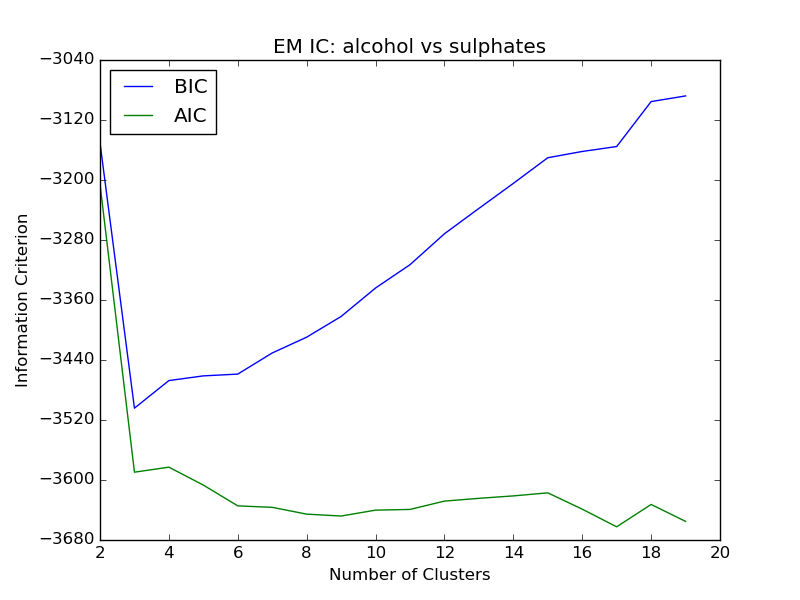 EM IC: alcohol vs sulphates
BIC
AIC
−3040
−3120
−3200
−3280
−3360
−3440
−3520
−3600
−3680
Information Criterion
2 4 6 8 10 12 14 16 18 20
Number of Clusters